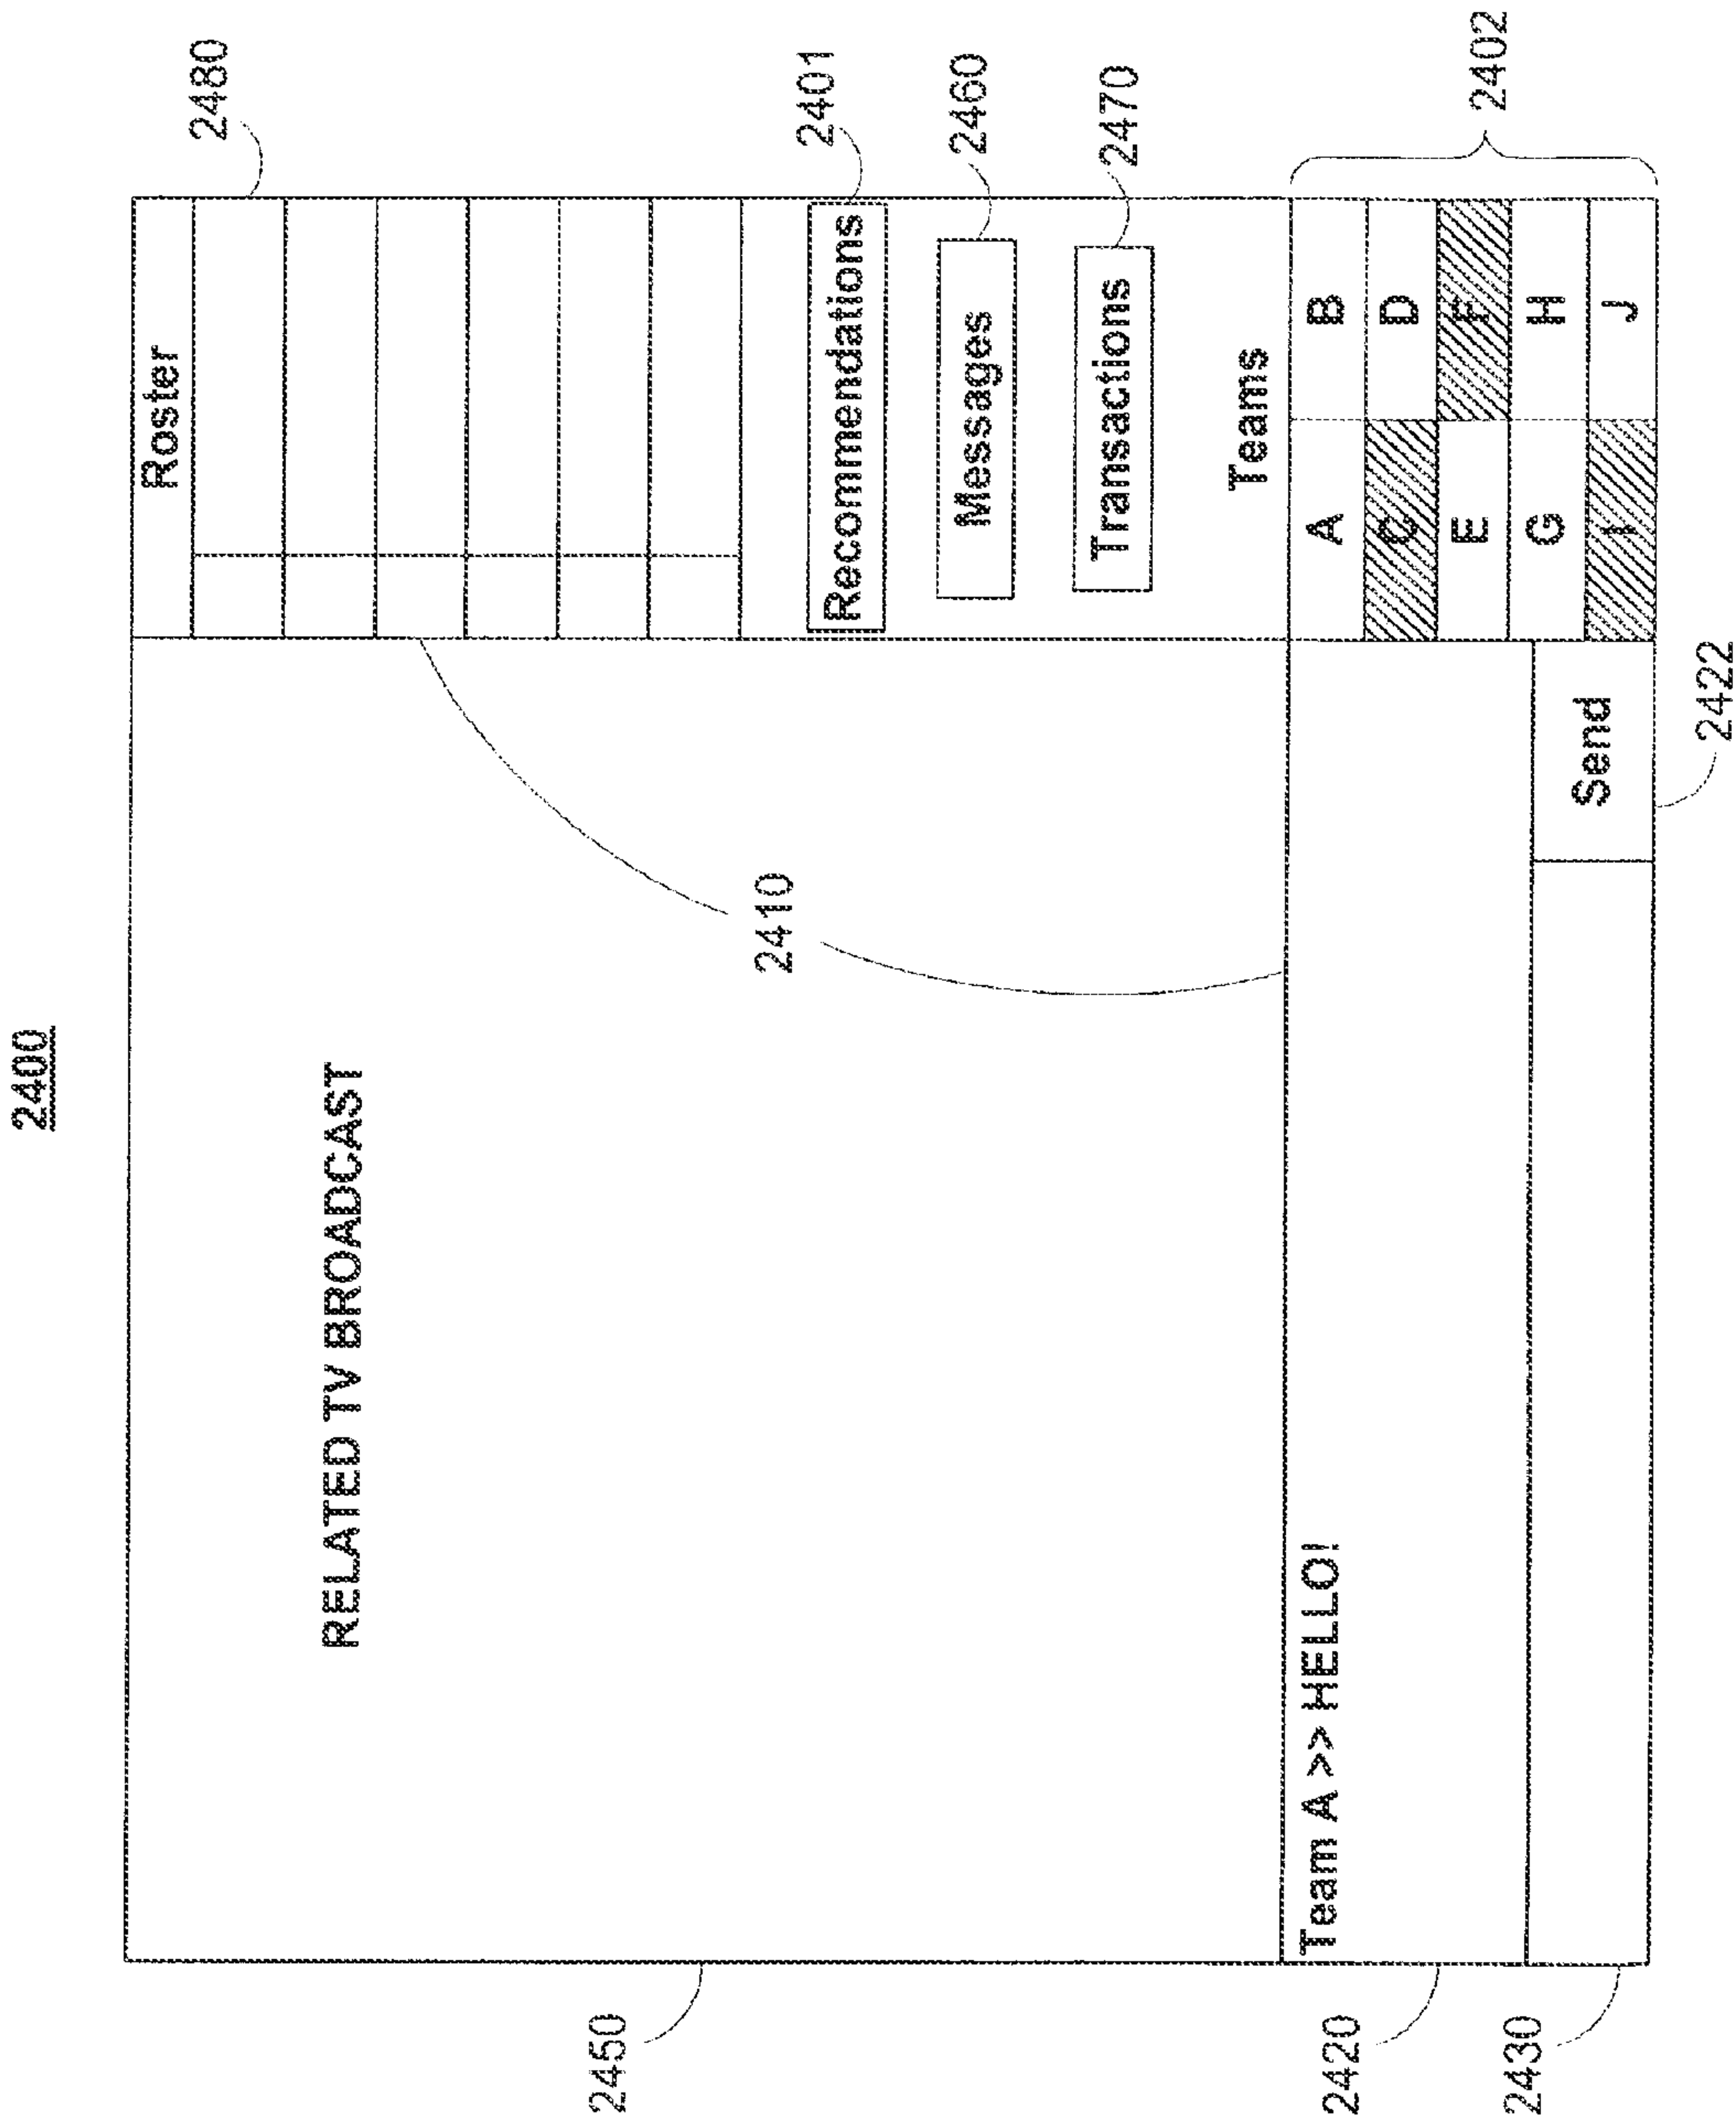 2400
Roster
2480
RELATED TV BROADCAST
2410
2450
Recommendations
2401
Messages
2460
Transactions
2470
Teams
Team A >> HELLO!
A
B
C
D
E
F
G
H
I
J
2402
2420
Send
2430
2422